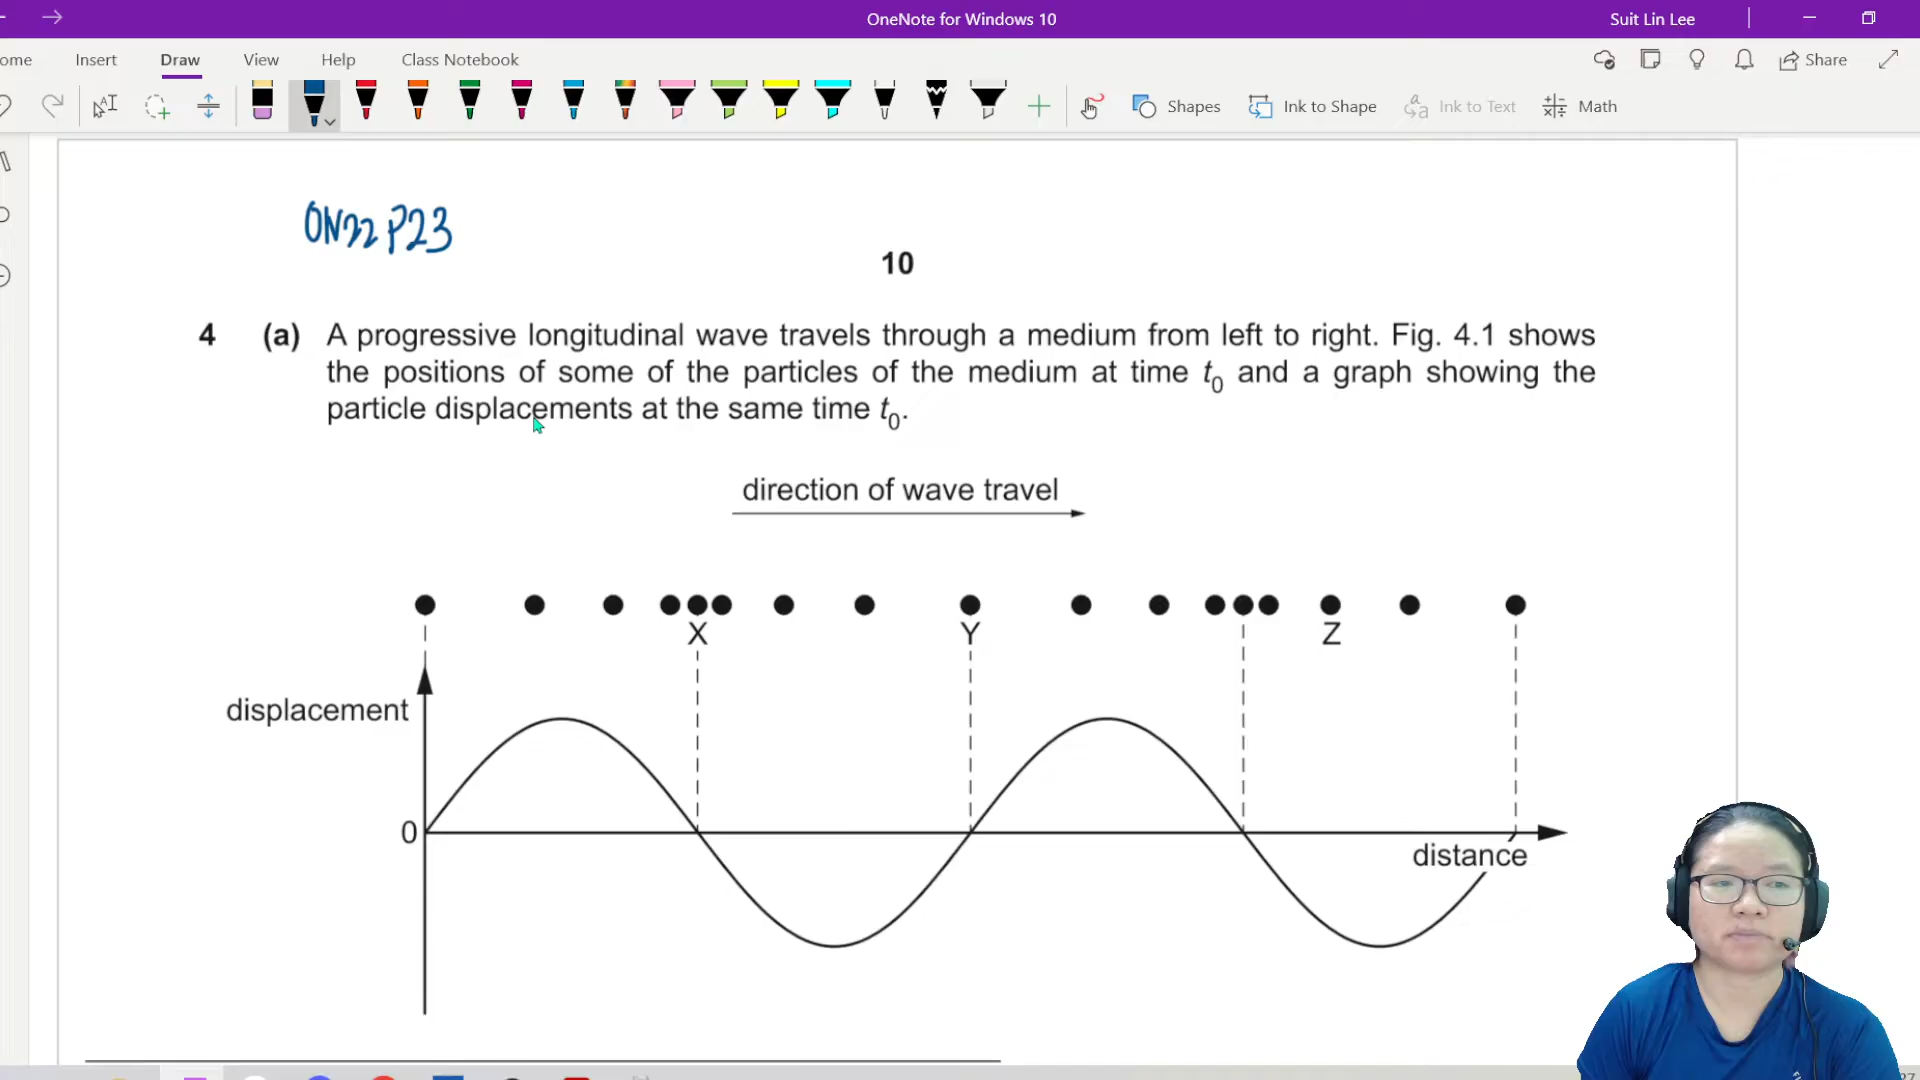 OneNote for Windows 10
Suit Lin Lee
ome Insert Draw View Help Class Notebook
Share
Shapes Ink to Shape Ink to Text Math
ON22 P23
10
4 (a) A progressive longitudinal wave travels through a medium from left to right. Fig. 4.1 shows
the positions of some of the particles of the medium at time t0 and a graph showing the
particle displacements at the same time t0.
direction of wave travel
X Y Z
displacement
0
distance